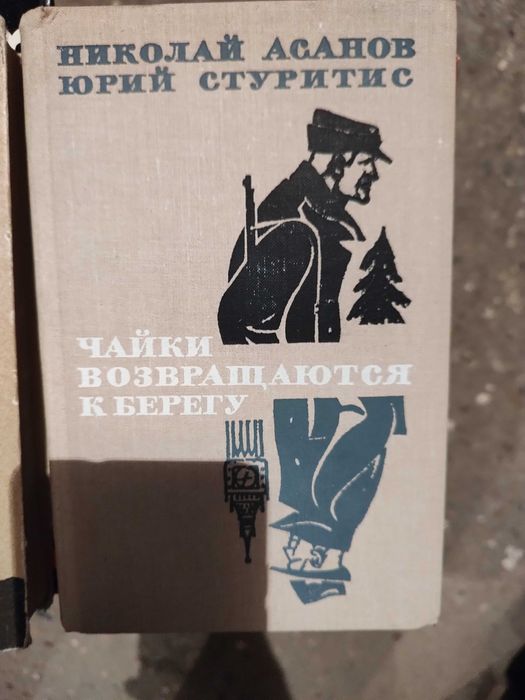 НИКОЛАЙ АСАНОВ
ЮРИЙ СТУРИТИС
ЧАЙКИ
ВОЗВРАЩАЮТСЯ
К БЕРЕГУ